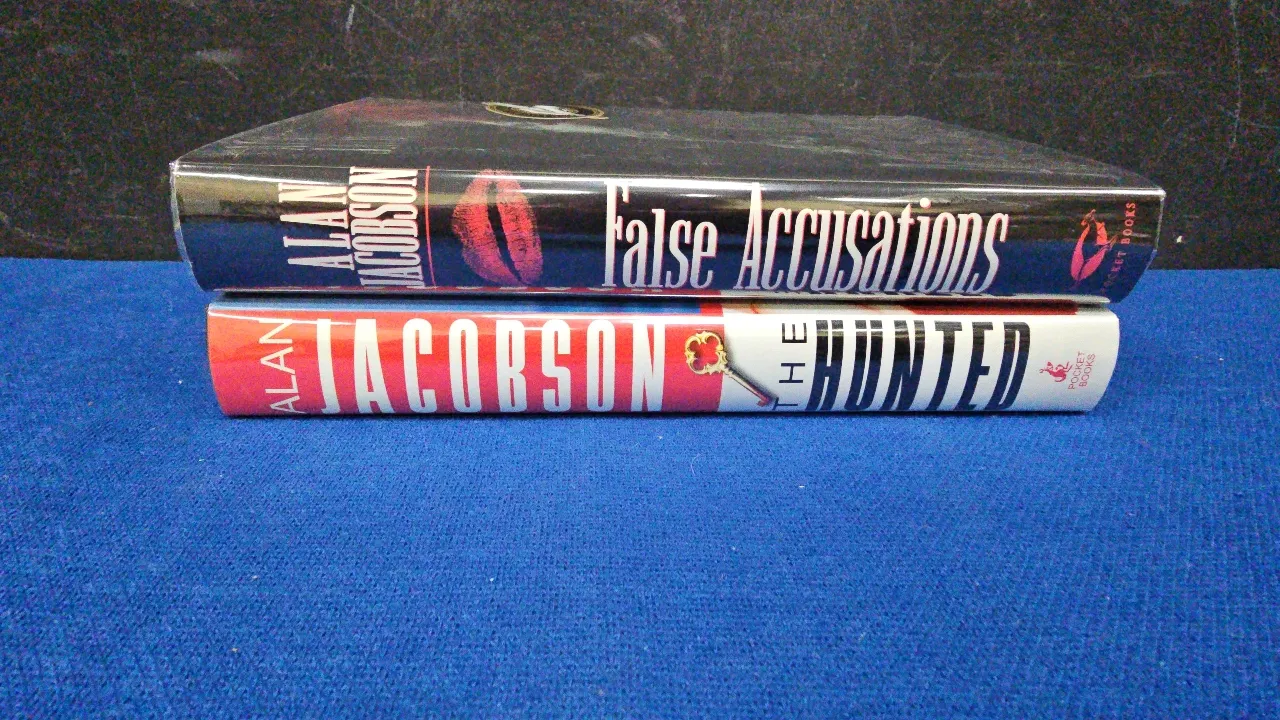 ALAN
JACOBSON
False Accusations
POCKET BOOKS
ALAN
JACOBSON
THE
HUNTED
POCKET
BOOKS